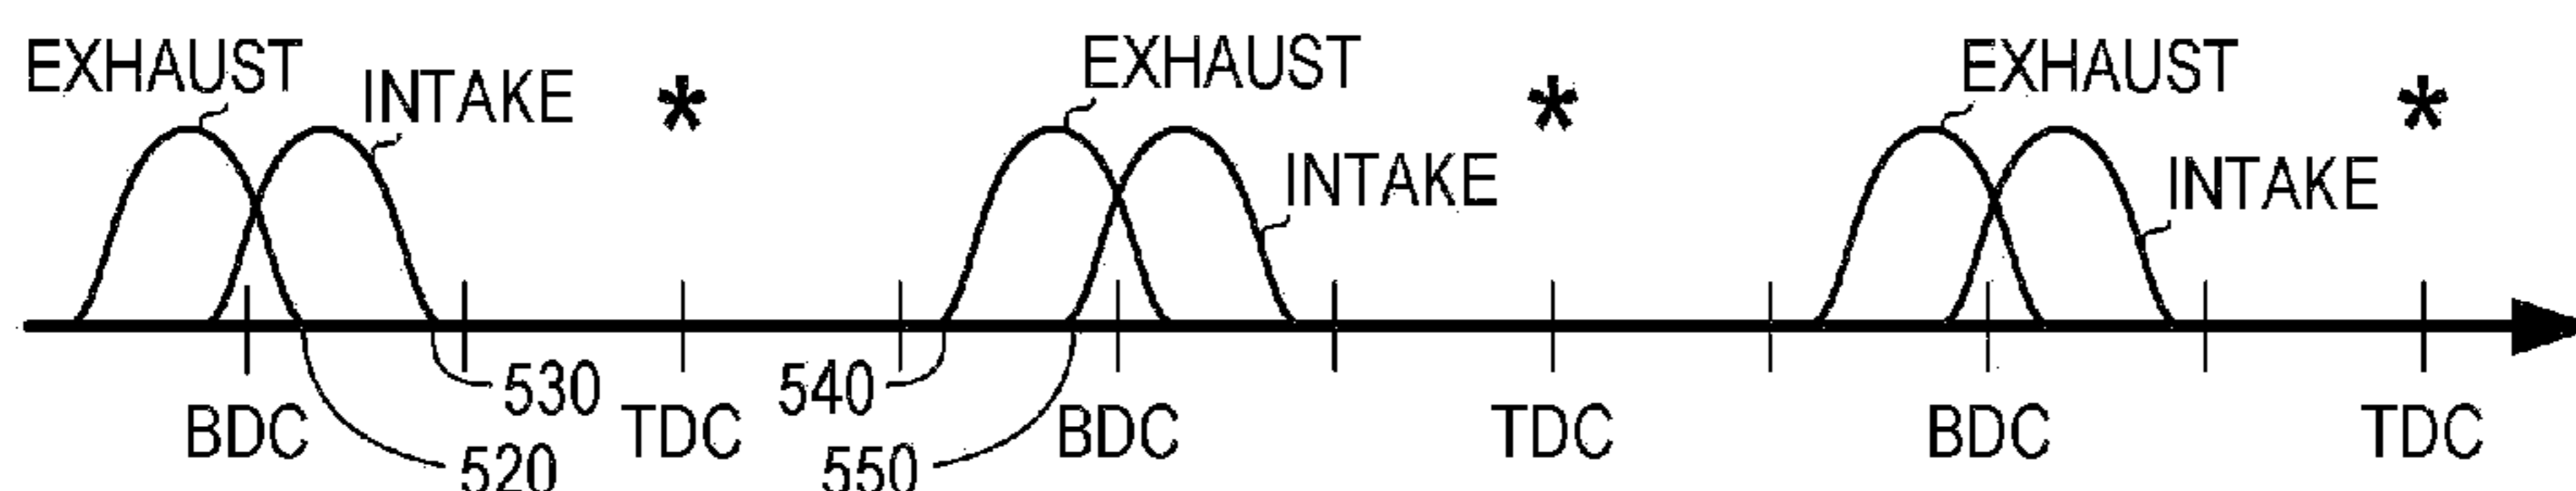 EXHAUST
INTAKE
*
EXHAUST
INTAKE
*
EXHAUST
INTAKE
*
BDC
520
530
TDC
540
550
BDC
TDC
BDC
TDC